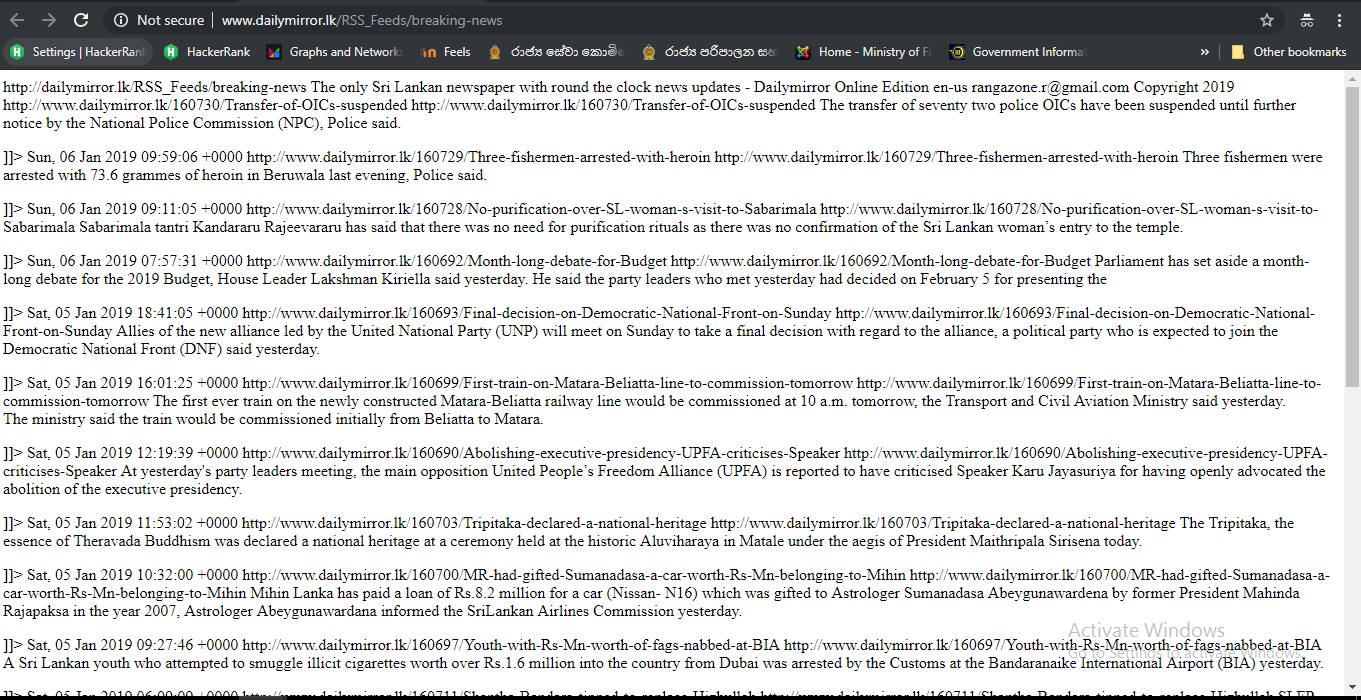 Not secure | www.dailymirror.lk/RSS_Feeds/breaking-news
Settings | HackerRank HackerRank Graphs and Networks Feels රාජ්‍ය සේවා කොමිෂ රාජ්‍ය පරිපාලන සහ Home - Ministry of Fi Government Informat » Other bookmarks
http://dailymirror.lk/RSS_Feeds/breaking-news The only Sri Lankan newspaper with round the clock news updates - Dailymirror Online Edition en-us rangazone.r@gmail.com Copyright 2019
http://www.dailymirror.lk/160730/Transfer-of-OICs-suspended http://www.dailymirror.lk/160730/Transfer-of-OICs-suspended The transfer of seventy two police OICs have been suspended until further
notice by the National Police Commission (NPC), Police said.
]]> Sun, 06 Jan 2019 09:59:06 +0000 http://www.dailymirror.lk/160729/Three-fishermen-arrested-with-heroin http://www.dailymirror.lk/160729/Three-fishermen-arrested-with-heroin Three fishermen were
arrested with 73.6 grammes of heroin in Beruwala last evening, Police said.
]]> Sun, 06 Jan 2019 09:11:05 +0000 http://www.dailymirror.lk/160728/No-purification-over-SL-woman-s-visit-to-Sabarimala http://www.dailymirror.lk/160728/No-purification-over-SL-woman-s-visit-to-
Sabarimala Sabarimala tantri Kandararu Rajeevararu has said that there was no need for purification rituals as there was no confirmation of the Sri Lankan woman’s entry to the temple.
]]> Sun, 06 Jan 2019 07:57:31 +0000 http://www.dailymirror.lk/160692/Month-long-debate-for-Budget http://www.dailymirror.lk/160692/Month-long-debate-for-Budget Parliament has set aside a month-
long debate for the 2019 Budget, House Leader Lakshman Kiriella said yesterday. He said the party leaders who met yesterday had decided on February 5 for presenting the
]]> Sat, 05 Jan 2019 18:41:05 +0000 http://www.dailymirror.lk/160693/Final-decision-on-Democratic-National-Front-on-Sunday http://www.dailymirror.lk/160693/Final-decision-on-Democratic-National-
Front-on-Sunday Allies of the new alliance led by the United National Party (UNP) will meet on Sunday to take a final decision with regard to the alliance, a political party who is expected to join the
Democratic National Front (DNF) said yesterday.
]]> Sat, 05 Jan 2019 16:01:25 +0000 http://www.dailymirror.lk/160699/First-train-on-Matara-Beliatta-line-to-commission-tomorrow http://www.dailymirror.lk/160699/First-train-on-Matara-Beliatta-line-to-
commission-tomorrow The first ever train on the newly constructed Matara-Beliatta railway line would be commissioned at 10 a.m. tomorrow, the Transport and Civil Aviation Ministry said yesterday.
The ministry said the train would be commissioned initially from Beliatta to Matara.
]]> Sat, 05 Jan 2019 12:19:39 +0000 http://www.dailymirror.lk/160690/Abolishing-executive-presidency-UPFA-criticises-Speaker http://www.dailymirror.lk/160690/Abolishing-executive-presidency-UPFA-
criticises-Speaker At yesterday's party leaders meeting, the main opposition United People’s Freedom Alliance (UPFA) is reported to have criticised Speaker Karu Jayasuriya for having openly advocated the
abolition of the executive presidency.
]]> Sat, 05 Jan 2019 11:53:02 +0000 http://www.dailymirror.lk/160703/Tripitaka-declared-a-national-heritage http://www.dailymirror.lk/160703/Tripitaka-declared-a-national-heritage The Tripitaka, the
essence of Theravada Buddhism was declared a national heritage at a ceremony held at the historic Aluviharaya in Matale under the aegis of President Maithripala Sirisena today.
]]> Sat, 05 Jan 2019 10:32:00 +0000 http://www.dailymirror.lk/160700/MR-had-gifted-Sumanadasa-a-car-worth-Rs-Mn-belonging-to-Mihin http://www.dailymirror.lk/160700/MR-had-gifted-Sumanadasa-a-
car-worth-Rs-Mn-belonging-to-Mihin Mihin Lanka has paid a loan of Rs.8.2 million for a car (Nissan- N16) which was gifted to Astrologer Sumanadasa Abeygunawardena by former President Mahinda
Rajapaksa in the year 2007, Astrologer Abeygunawardana informed the SriLankan Airlines Commission yesterday.
]]> Sat, 05 Jan 2019 09:27:46 +0000 http://www.dailymirror.lk/160697/Youth-with-Rs-Mn-worth-of-fags-nabbed-at-BIA http://www.dailymirror.lk/160697/Youth-with-Rs-Mn-worth-of-fags-nabbed-at-BIA
A Sri Lankan youth who attempted to smuggle illicit cigarettes worth over Rs.1.6 million into the country from Dubai was arrested by the Customs at the Bandaranaike International Airport (BIA) yesterday.
Activate Windows
Go to Settings to activate Windows.